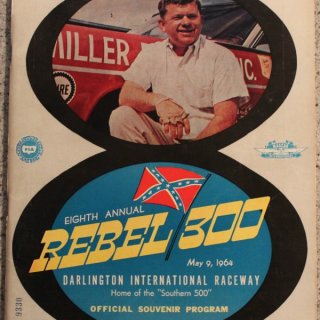 MILLER
INC.
EIGHTH ANNUAL
REBEL 300
May 9, 1964
DARLINGTON INTERNATIONAL RACEWAY
Home of the "Southern 500"
OFFICIAL SOUVENIR PROGRAM
9330